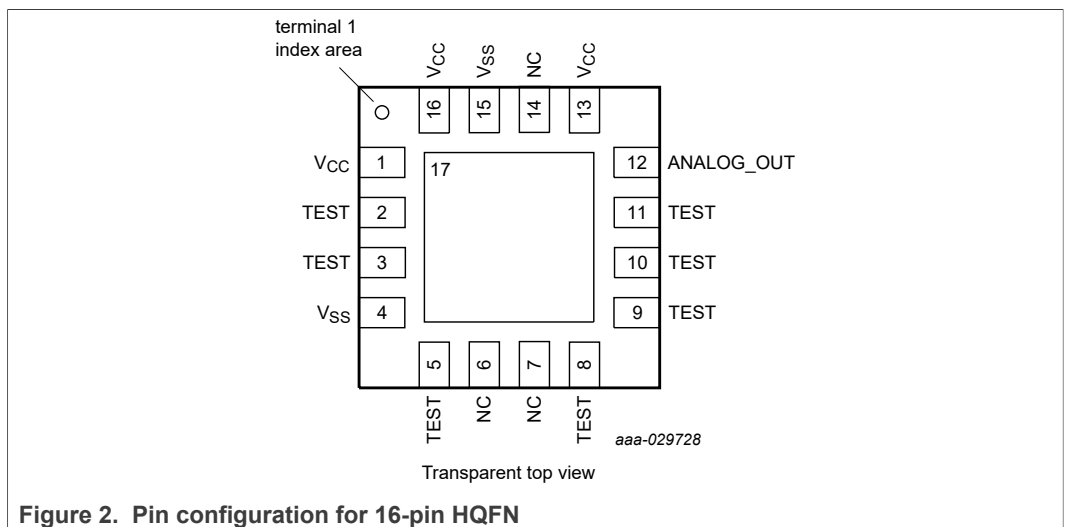 terminal 1
index area
VCC
VSS
NC
VCC
16
15
14
13
VCC
1
17
12
ANALOG_OUT
TEST
2
11
TEST
TEST
3
10
TEST
VSS
4
9
TEST
5
6
7
8
TEST
NC
NC
TEST
aaa-029728
Transparent top view
Figure 2. Pin configuration for 16-pin HQFN